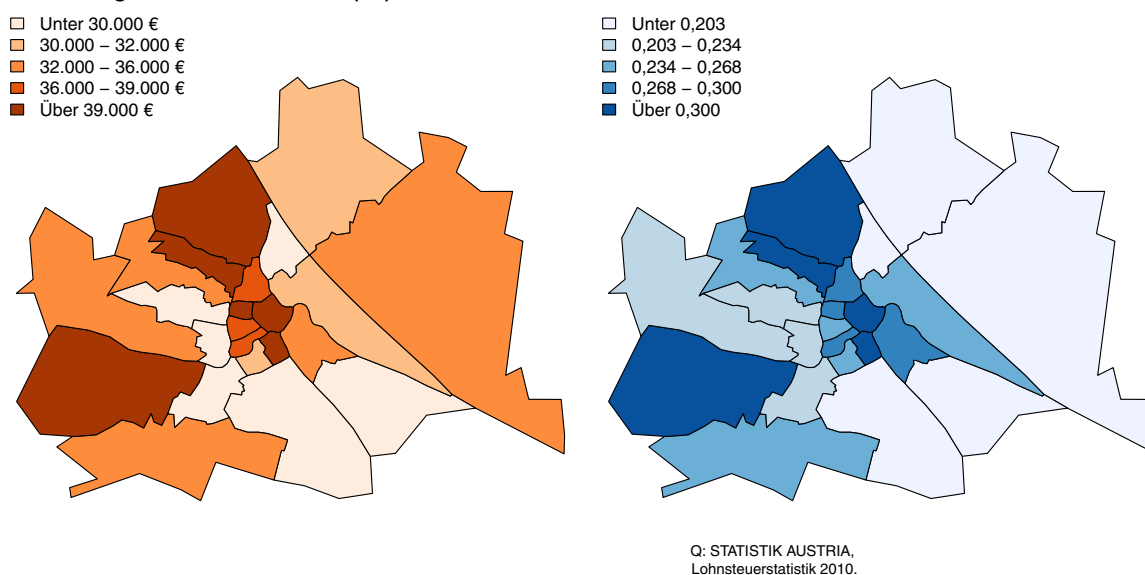 Unter 30.000 €
30.000 – 32.000 €
32.000 – 36.000 €
36.000 – 39.000 €
Über 39.000 €
Unter 0,203
0,203 – 0,234
0,234 – 0,268
0,268 – 0,300
Über 0,300
Q: STATISTIK AUSTRIA,
Lohnsteuerstatistik 2010.